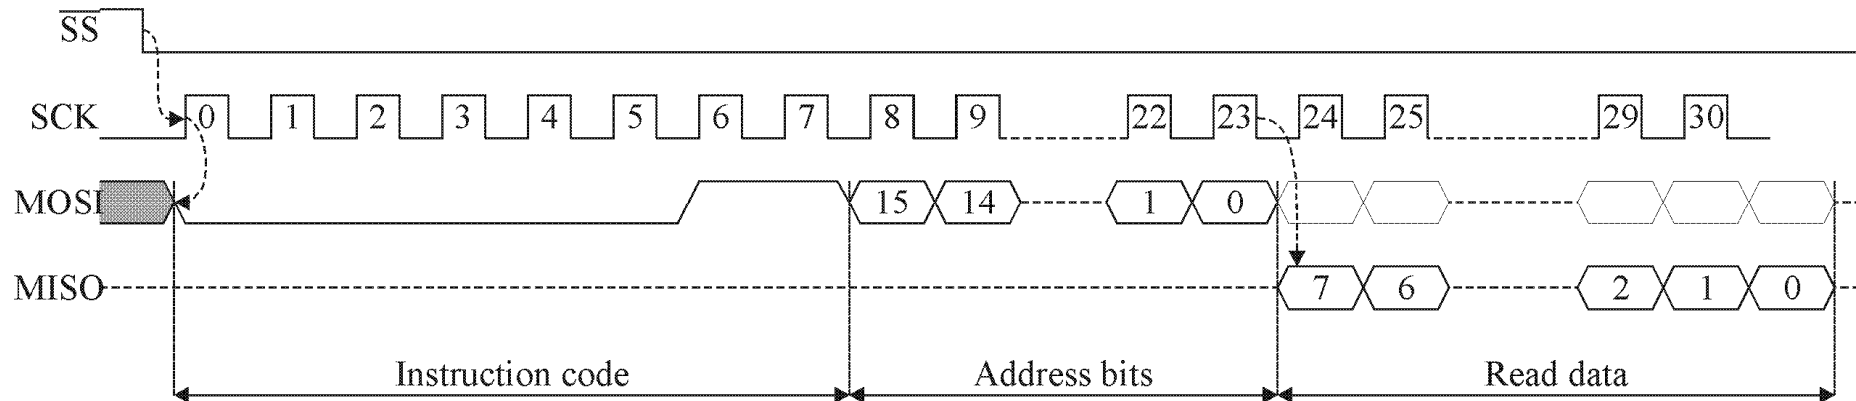 SS
SCK 0 1 2 3 4 5 6 7 8 9 22 23 24 25 29 30
MOSI 15 14 1 0
MISO 7 6 2 1 0
Instruction code Address bits Read data